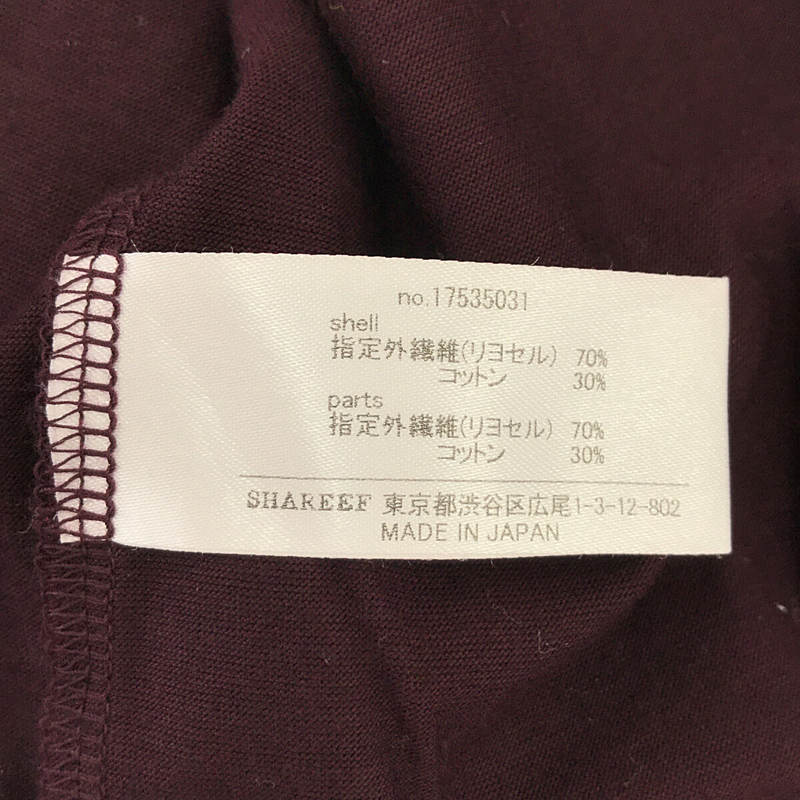 no.17535031
shell
指定外繊維(リヨセル) 70%
コットン 30%
parts
指定外繊維(リヨセル) 70%
コットン 30%
SHAREEF 東京都渋谷区広尾1-3-12-802
MADE IN JAPAN